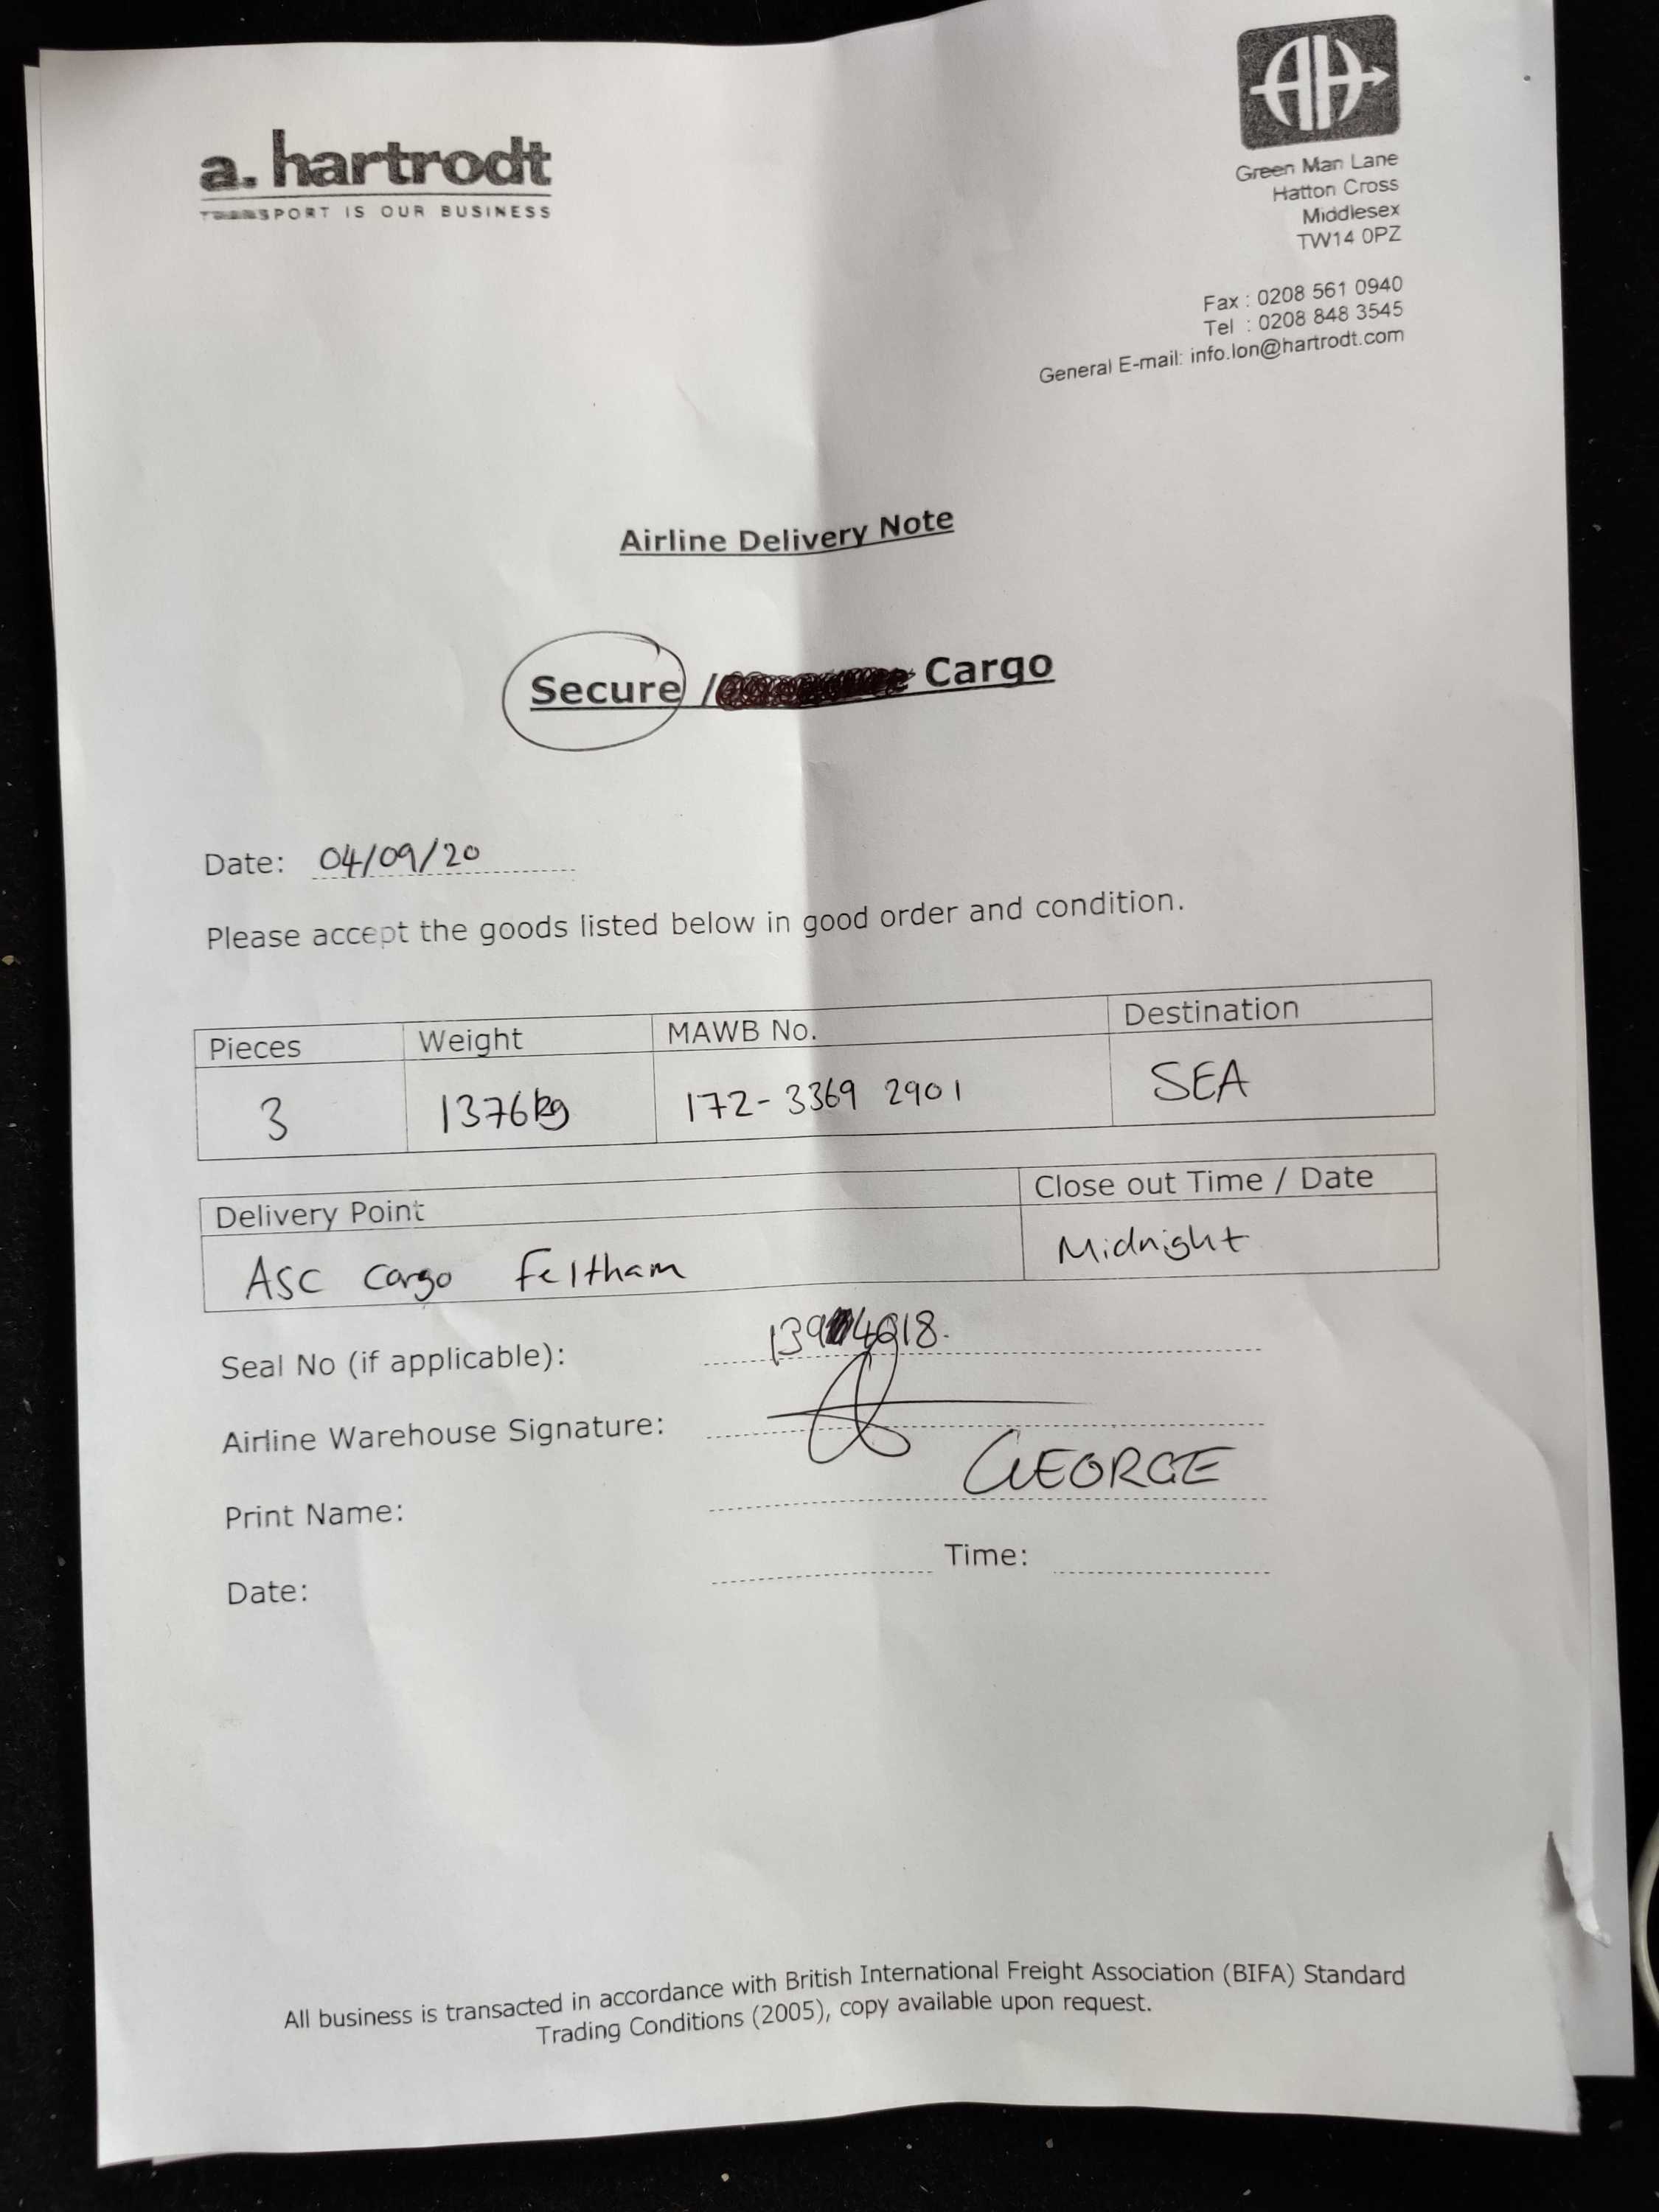 a. hartrodt
TRANSPORT IS OUR BUSINESS
AH
Green Man Lane
Hatton Cross
Middlesex
TW14 0PZ
Fax : 0208 561 0940
Tel : 0208 848 3545
General E-mail: info.lon@hartrodt.com
Airline Delivery Note
Secure / Cargo
Date: 04/09/20
Please accept the goods listed below in good order and condition.
Pieces Weight MAWB No. Destination
3 1376kg 172-3369 2901 SEA
Delivery Point Close out Time / Date
Asc Cargo Feltham Midnight
Seal No (if applicable):
Airline Warehouse Signature:
Print Name: GEORGE
Date: Time:
All business is transacted in accordance with British International Freight Association (BIFA) Standard
Trading Conditions (2005), copy available upon request.